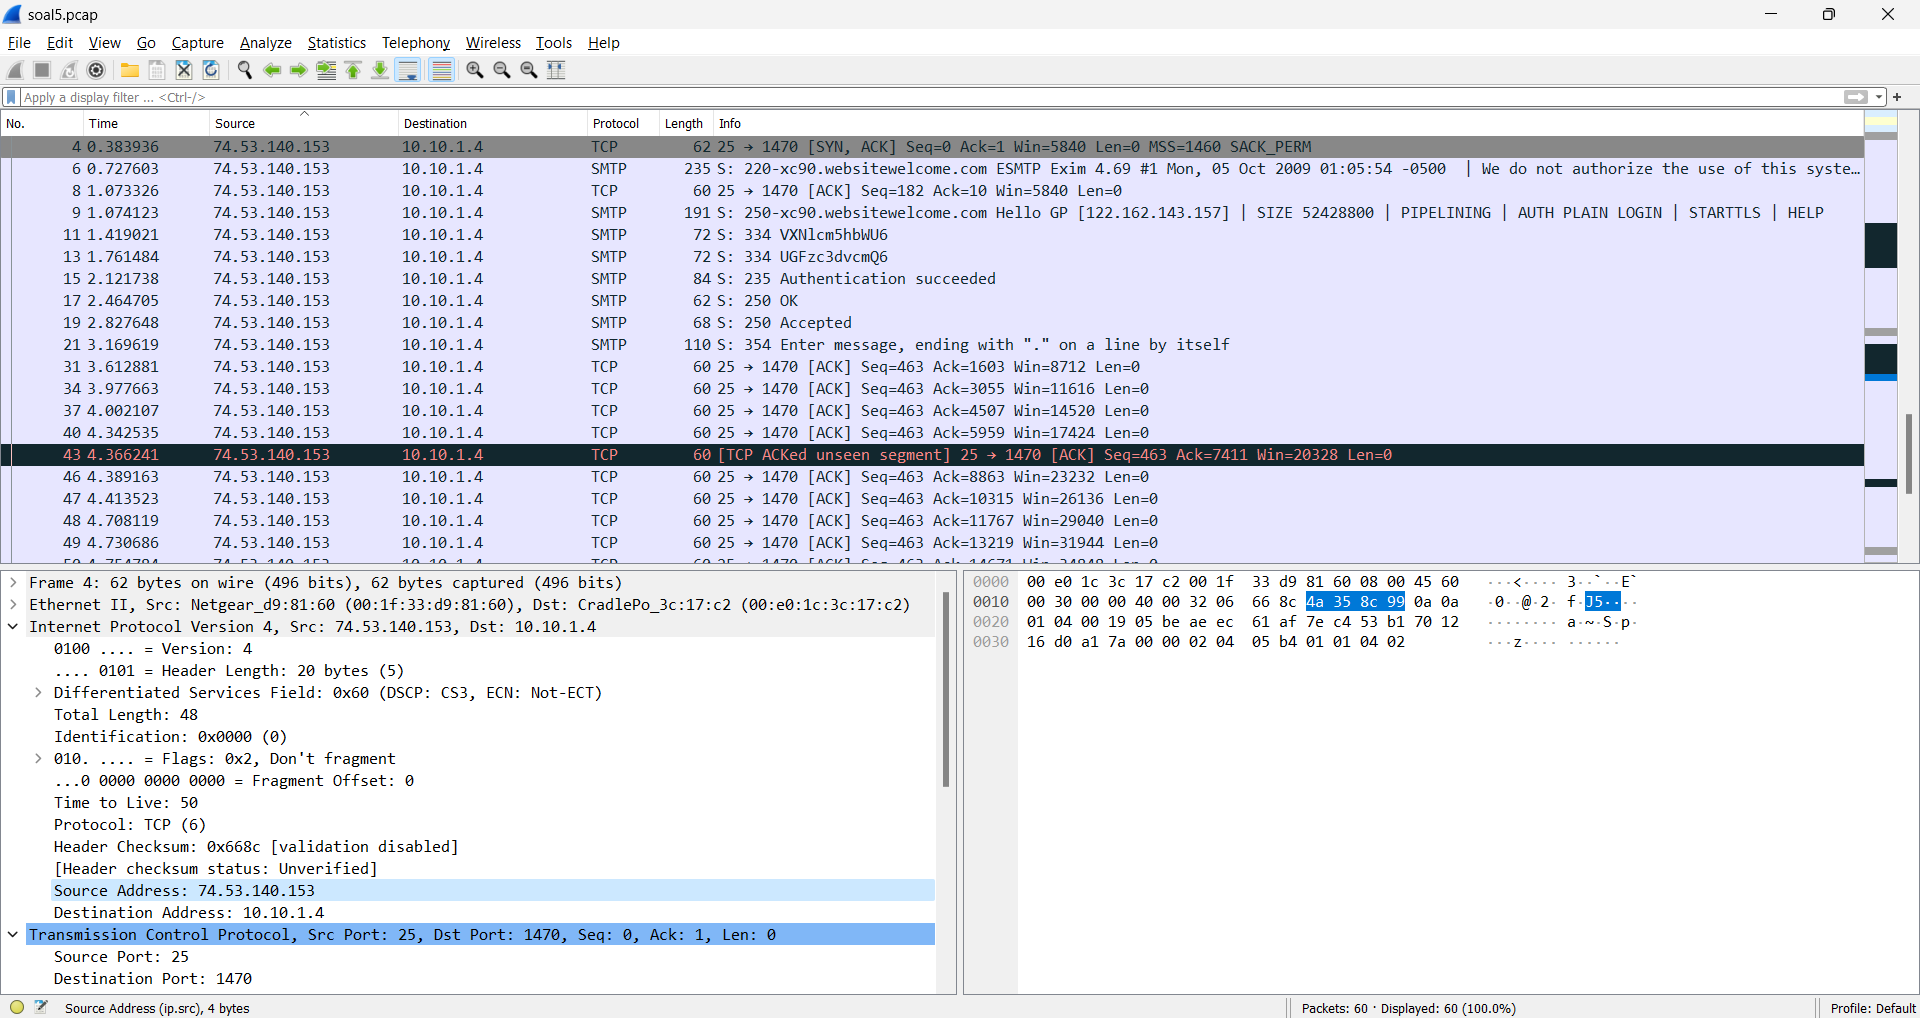 soal5.pcap
File Edit View Go Capture Analyze Statistics Telephony Wireless Tools Help
Apply a display filter ... <Ctrl-/>
No. Time Source Destination Protocol Length Info
4 0.383936 74.53.140.153 10.10.1.4 TCP 62 25 → 1470 [SYN, ACK] Seq=0 Ack=1 Win=5840 Len=0 MSS=1460 SACK_PERM
6 0.727603 74.53.140.153 10.10.1.4 SMTP 235 S: 220-xc90.websitewelcome.com ESMTP Exim 4.69 #1 Mon, 05 Oct 2009 01:05:54 -0500 | We do not authorize the use of this syste…
8 1.073326 74.53.140.153 10.10.1.4 TCP 60 25 → 1470 [ACK] Seq=182 Ack=10 Win=5840 Len=0
9 1.074123 74.53.140.153 10.10.1.4 SMTP 191 S: 250-xc90.websitewelcome.com Hello GP [122.162.143.157] | SIZE 52428800 | PIPELINING | AUTH PLAIN LOGIN | STARTTLS | HELP
11 1.419021 74.53.140.153 10.10.1.4 SMTP 72 S: 334 VXNlcm5hbWU6
13 1.761484 74.53.140.153 10.10.1.4 SMTP 72 S: 334 UGFzc3dvcmQ6
15 2.121738 74.53.140.153 10.10.1.4 SMTP 84 S: 235 Authentication succeeded
17 2.464705 74.53.140.153 10.10.1.4 SMTP 62 S: 250 OK
19 2.827648 74.53.140.153 10.10.1.4 SMTP 68 S: 250 Accepted
21 3.169619 74.53.140.153 10.10.1.4 SMTP 110 S: 354 Enter message, ending with "." on a line by itself
31 3.612881 74.53.140.153 10.10.1.4 TCP 60 25 → 1470 [ACK] Seq=463 Ack=1603 Win=8712 Len=0
34 3.977663 74.53.140.153 10.10.1.4 TCP 60 25 → 1470 [ACK] Seq=463 Ack=3055 Win=11616 Len=0
37 4.002107 74.53.140.153 10.10.1.4 TCP 60 25 → 1470 [ACK] Seq=463 Ack=4507 Win=14520 Len=0
40 4.342535 74.53.140.153 10.10.1.4 TCP 60 25 → 1470 [ACK] Seq=463 Ack=5959 Win=17424 Len=0
43 4.366241 74.53.140.153 10.10.1.4 TCP 60 [TCP ACKed unseen segment] 25 → 1470 [ACK] Seq=463 Ack=7411 Win=20328 Len=0
46 4.389163 74.53.140.153 10.10.1.4 TCP 60 25 → 1470 [ACK] Seq=463 Ack=8863 Win=23232 Len=0
47 4.413523 74.53.140.153 10.10.1.4 TCP 60 25 → 1470 [ACK] Seq=463 Ack=10315 Win=26136 Len=0
48 4.708119 74.53.140.153 10.10.1.4 TCP 60 25 → 1470 [ACK] Seq=463 Ack=11767 Win=29040 Len=0
49 4.730686 74.53.140.153 10.10.1.4 TCP 60 25 → 1470 [ACK] Seq=463 Ack=13219 Win=31944 Len=0
Frame 4: 62 bytes on wire (496 bits), 62 bytes captured (496 bits)
Ethernet II, Src: Netgear_d9:81:60 (00:1f:33:d9:81:60), Dst: CradlePo_3c:17:c2 (00:e0:1c:3c:17:c2)
Internet Protocol Version 4, Src: 74.53.140.153, Dst: 10.10.1.4
0100 .... = Version: 4
.... 0101 = Header Length: 20 bytes (5)
Differentiated Services Field: 0x60 (DSCP: CS3, ECN: Not-ECT)
Total Length: 48
Identification: 0x0000 (0)
010. .... = Flags: 0x2, Don't fragment
...0 0000 0000 0000 = Fragment Offset: 0
Time to Live: 50
Protocol: TCP (6)
Header Checksum: 0x668c [validation disabled]
[Header checksum status: Unverified]
Source Address: 74.53.140.153
Destination Address: 10.10.1.4
Transmission Control Protocol, Src Port: 25, Dst Port: 1470, Seq: 0, Ack: 1, Len: 0
Source Port: 25
Destination Port: 1470
0000 00 e0 1c 3c 17 c2 00 1f 33 d9 81 60 08 00 45 60 ···<···· 3··`··E`
0010 00 30 00 00 40 00 32 06 66 8c 4a 35 8c 99 0a 0a ·0··@·2· f·J5····
0020 01 04 00 19 05 be ae ec 61 af 7e c4 53 b1 70 12 ········ a·~·S·p·
0030 16 d0 a1 7a 00 00 02 04 05 b4 01 01 04 02 ···z···· ······
Source Address (ip.src), 4 bytes
Packets: 60 · Displayed: 60 (100.0%)
Profile: Default